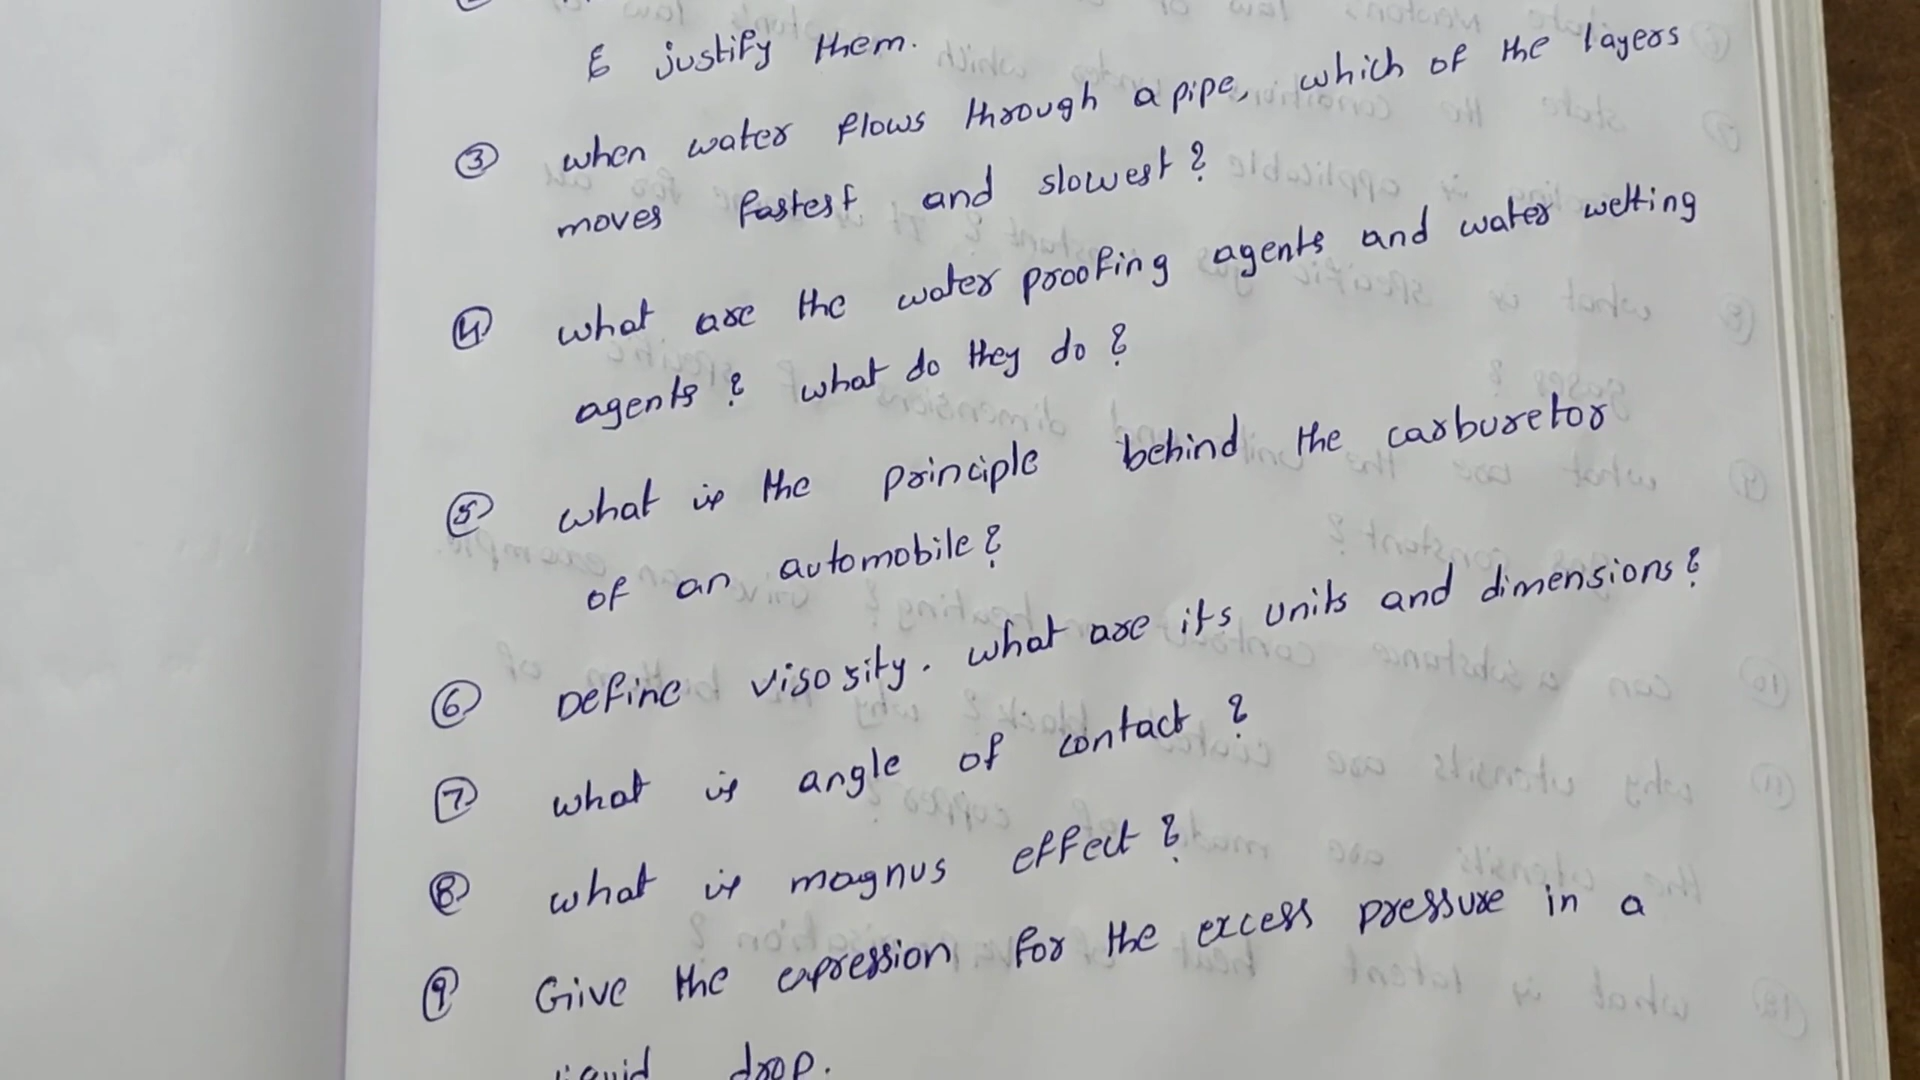 & justify them.
③ when water flows through a pipe, which of the layers
moves fastest and slowest?
④ what are the water proofing agents and water wetting
agents? what do they do?
⑤ what is the principle behind the carburetor
of an automobile?
⑥ Define visosity. what are its units and dimensions?
⑦ what is angle of contact?
⑧ what is magnus effect?
⑨ Give the expression for the excess pressure in a
liquid drop.